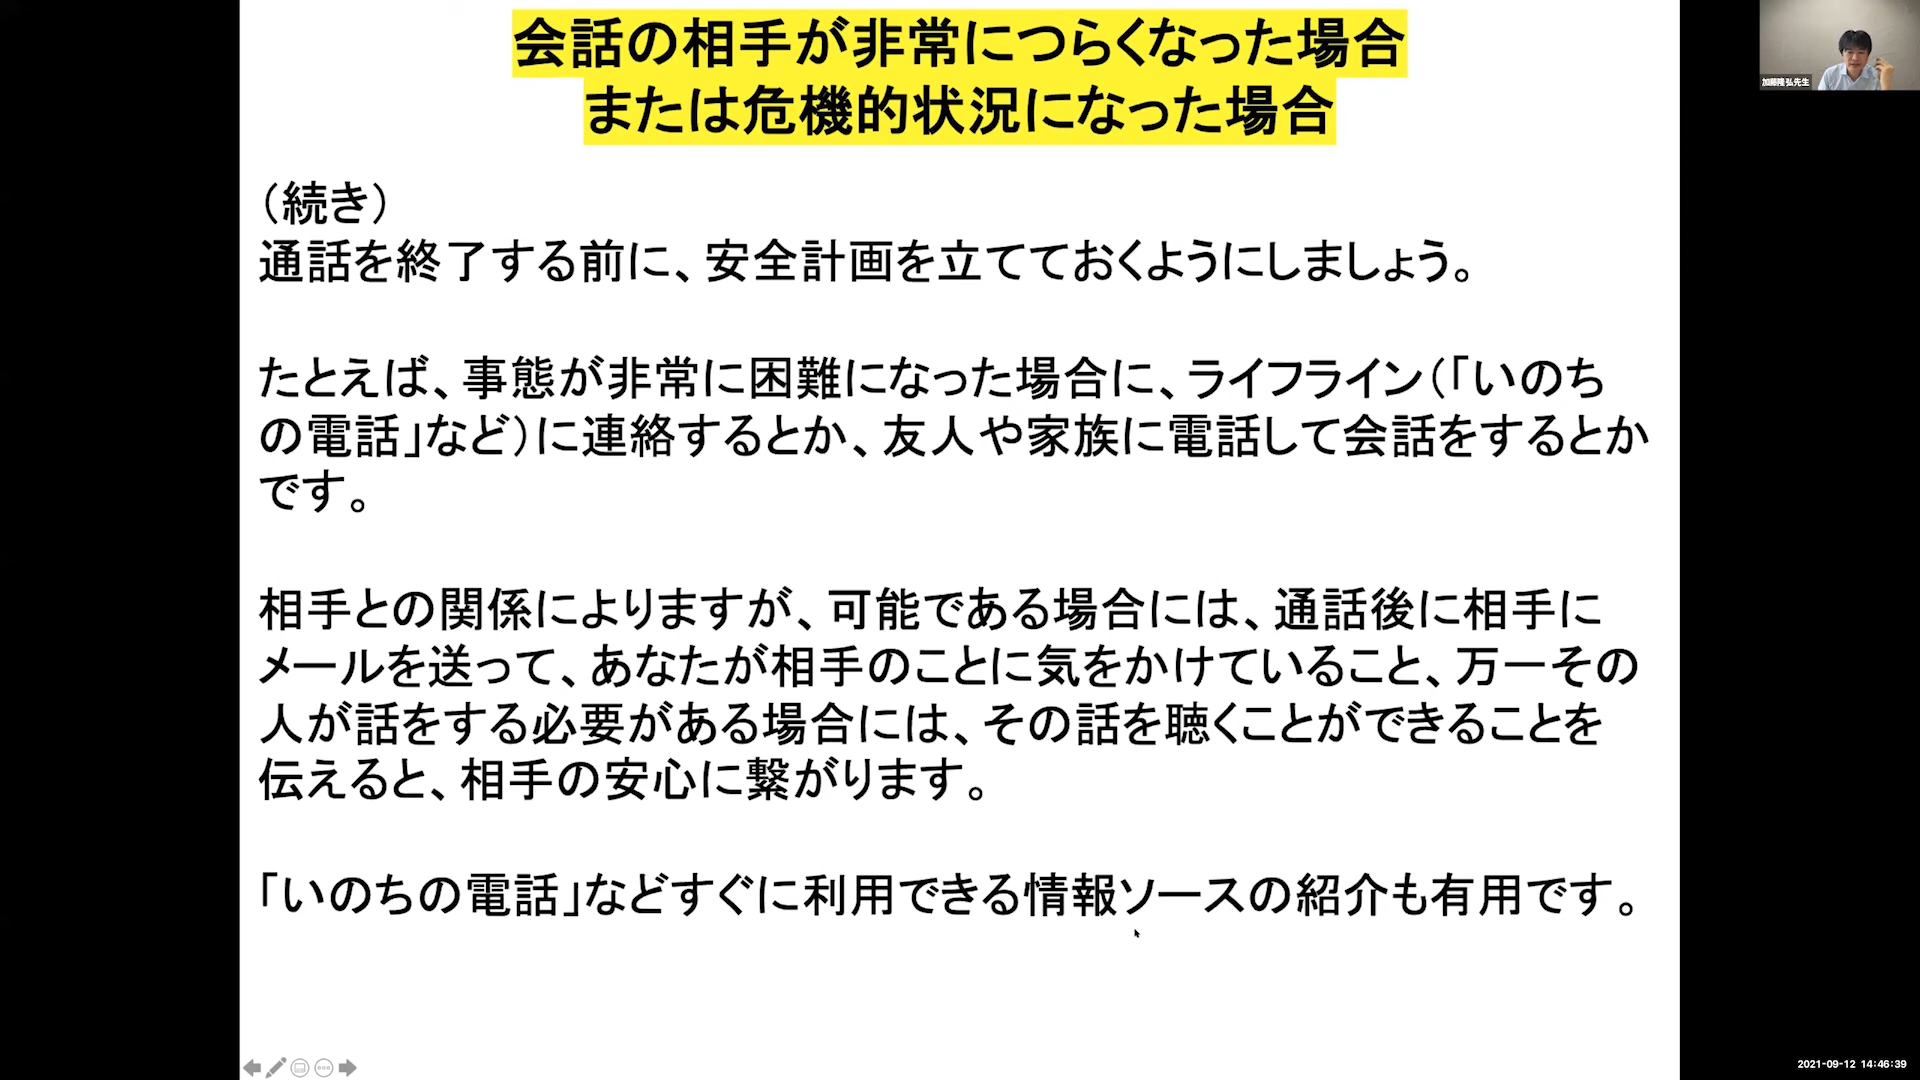 会話の相手が非常につらくなった場合
または危機的状況になった場合
加藤隆弘先生
（続き）
通話を終了する前に、安全計画を立てておくようにしましょう。
たとえば、事態が非常に困難になった場合に、ライフライン（「いのち
の電話」など）に連絡するとか、友人や家族に電話して会話をするとか
です。
相手との関係によりますが、可能である場合には、通話後に相手に
メールを送って、あなたが相手のことに気をかけていること、万一その
人が話をする必要がある場合には、その話を聴くことができることを
伝えると、相手の安心に繋がります。
「いのちの電話」などすぐに利用できる情報ソースの紹介も有用です。
2021-09-12 14:46:39